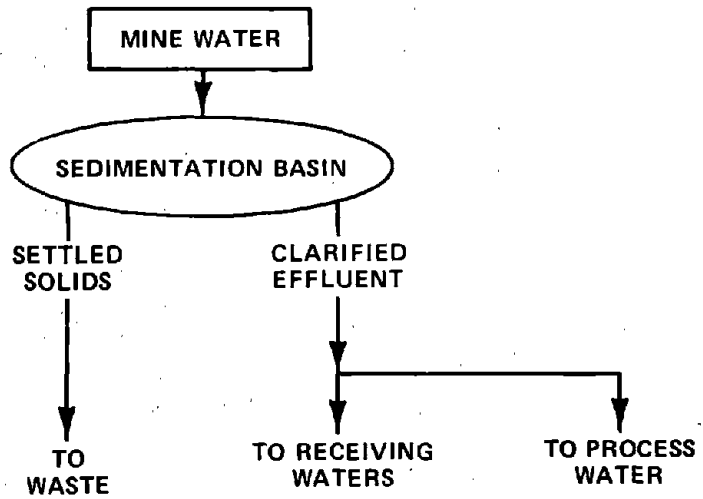 MINE WATER
SEDIMENTATION BASIN
SETTLED
SOLIDS
CLARIFIED
EFFLUENT
TO
WASTE
TO RECEIVING
WATERS
TO PROCESS
WATER